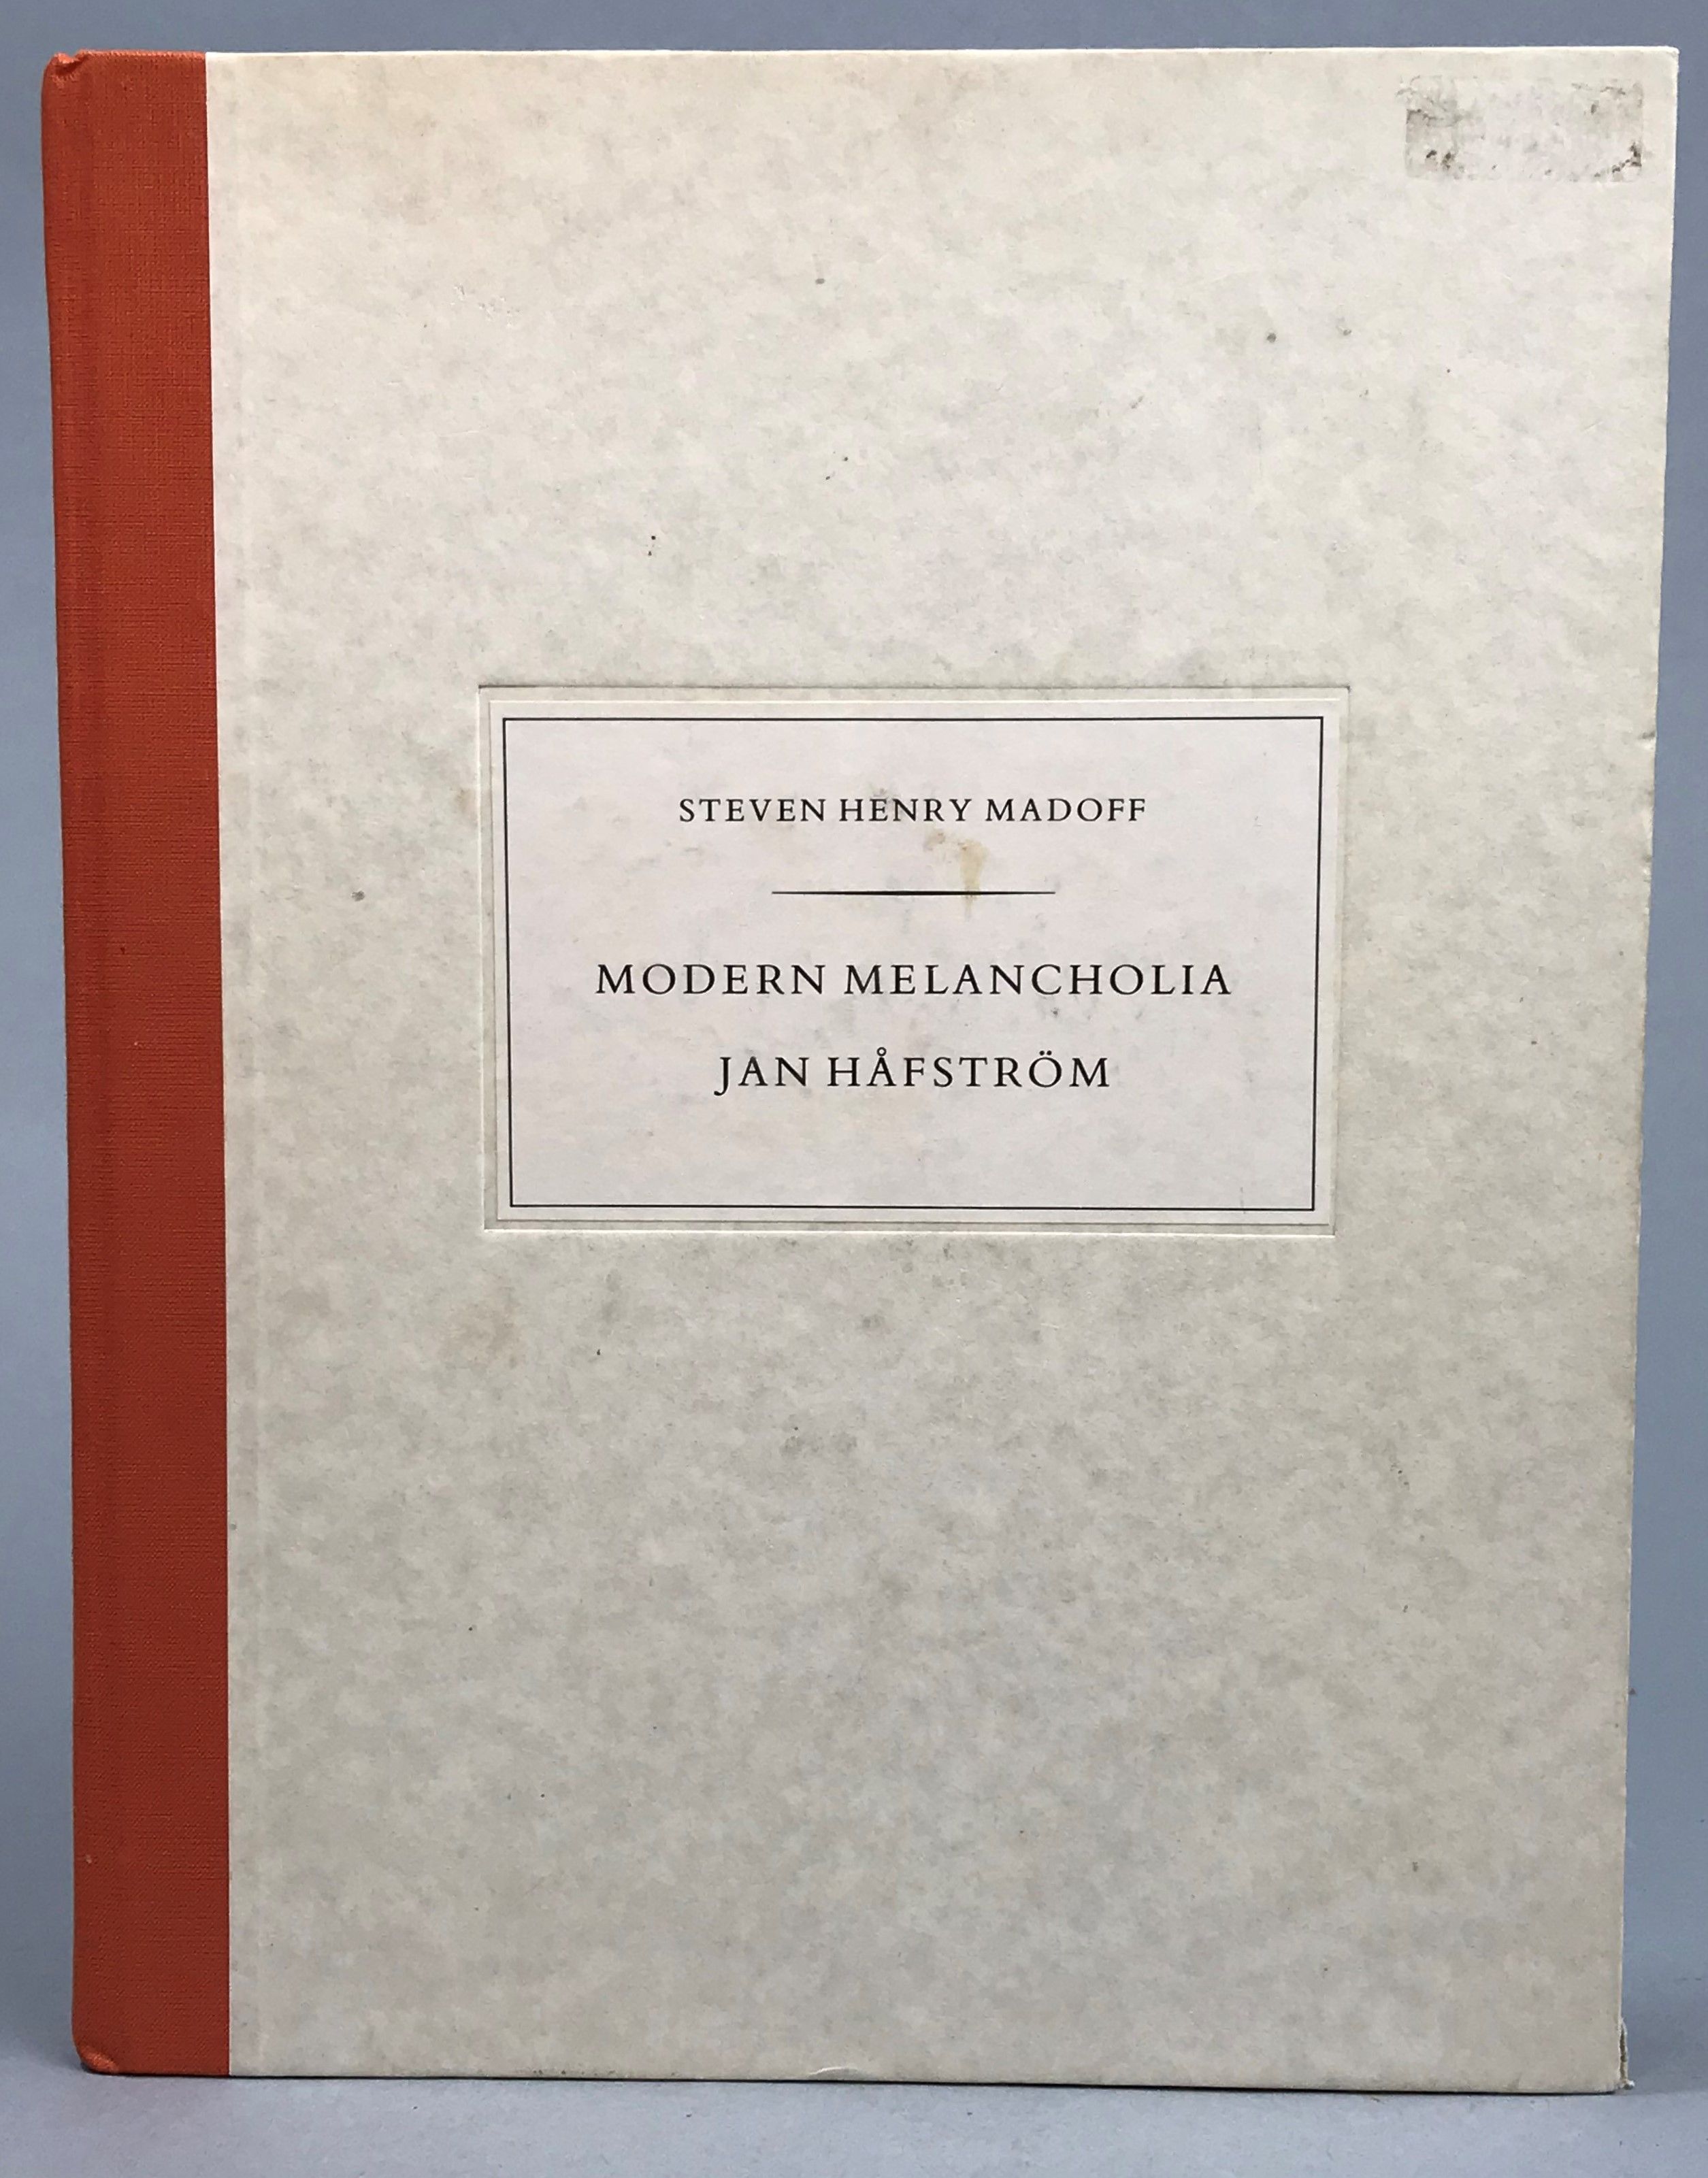 STEVEN HENRY MADOFF
MODERN MELANCHOLIA
JAN HÅFSTRÖM